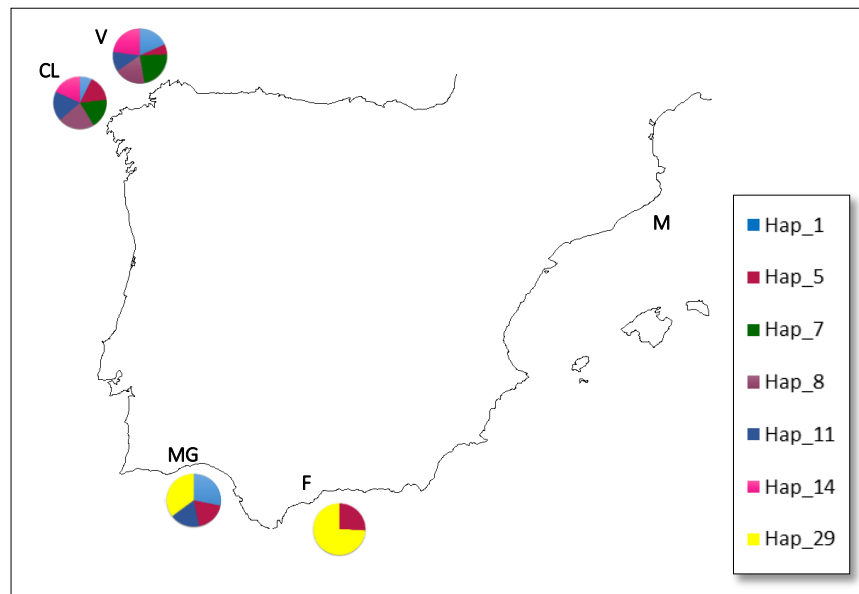 V
CL
M
MG
F
Hap_1
Hap_5
Hap_7
Hap_8
Hap_11
Hap_14
Hap_29